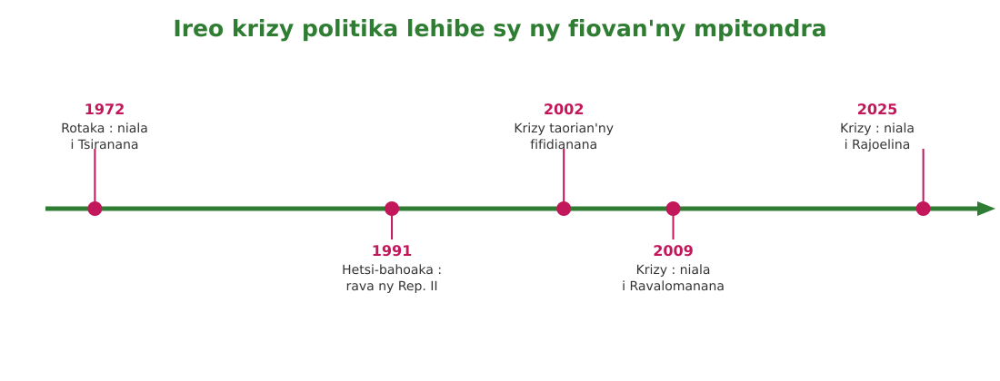 Ireo krizy politika lehibe sy ny fiovan'ny mpitondra
1972
Rotaka : niala
i Tsiranana
1991
Hetsi-bahoaka :
rava ny Rep. II
2002
Krizy taorian'ny
fifidianana
2009
Krizy : niala
i Ravalomanana
2025
Krizy : niala
i Rajoelina